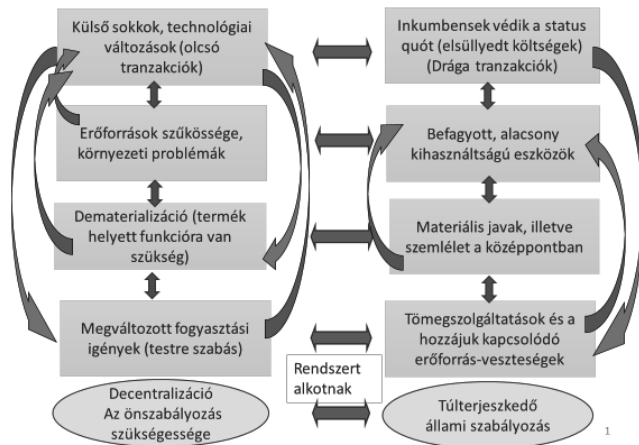 Külső sokkok, technológiai
változások (olcsó
tranzakciók)
Erőforrások szűkössége,
környezeti problémák
Dematerializáció (termék
helyett funkcióra van
szükség)
Megváltozott fogyasztási
igények (testre szabás)
Decentralizáció
Az önszabályozás
szükségessége
Inkumbensek védik a status
quót (elsüllyedt költségek)
(Drága tranzakciók)
Befagyott, alacsony
kihasználtságú eszközök
Materiális javak, illetve
szemlélet a középpontban
Tömegszolgáltatások és a
hozzájuk kapcsolódó
erőforrás-veszteségek
Rendszert
alkotnak
Túlterjeszkedő
állami szabályozás
1